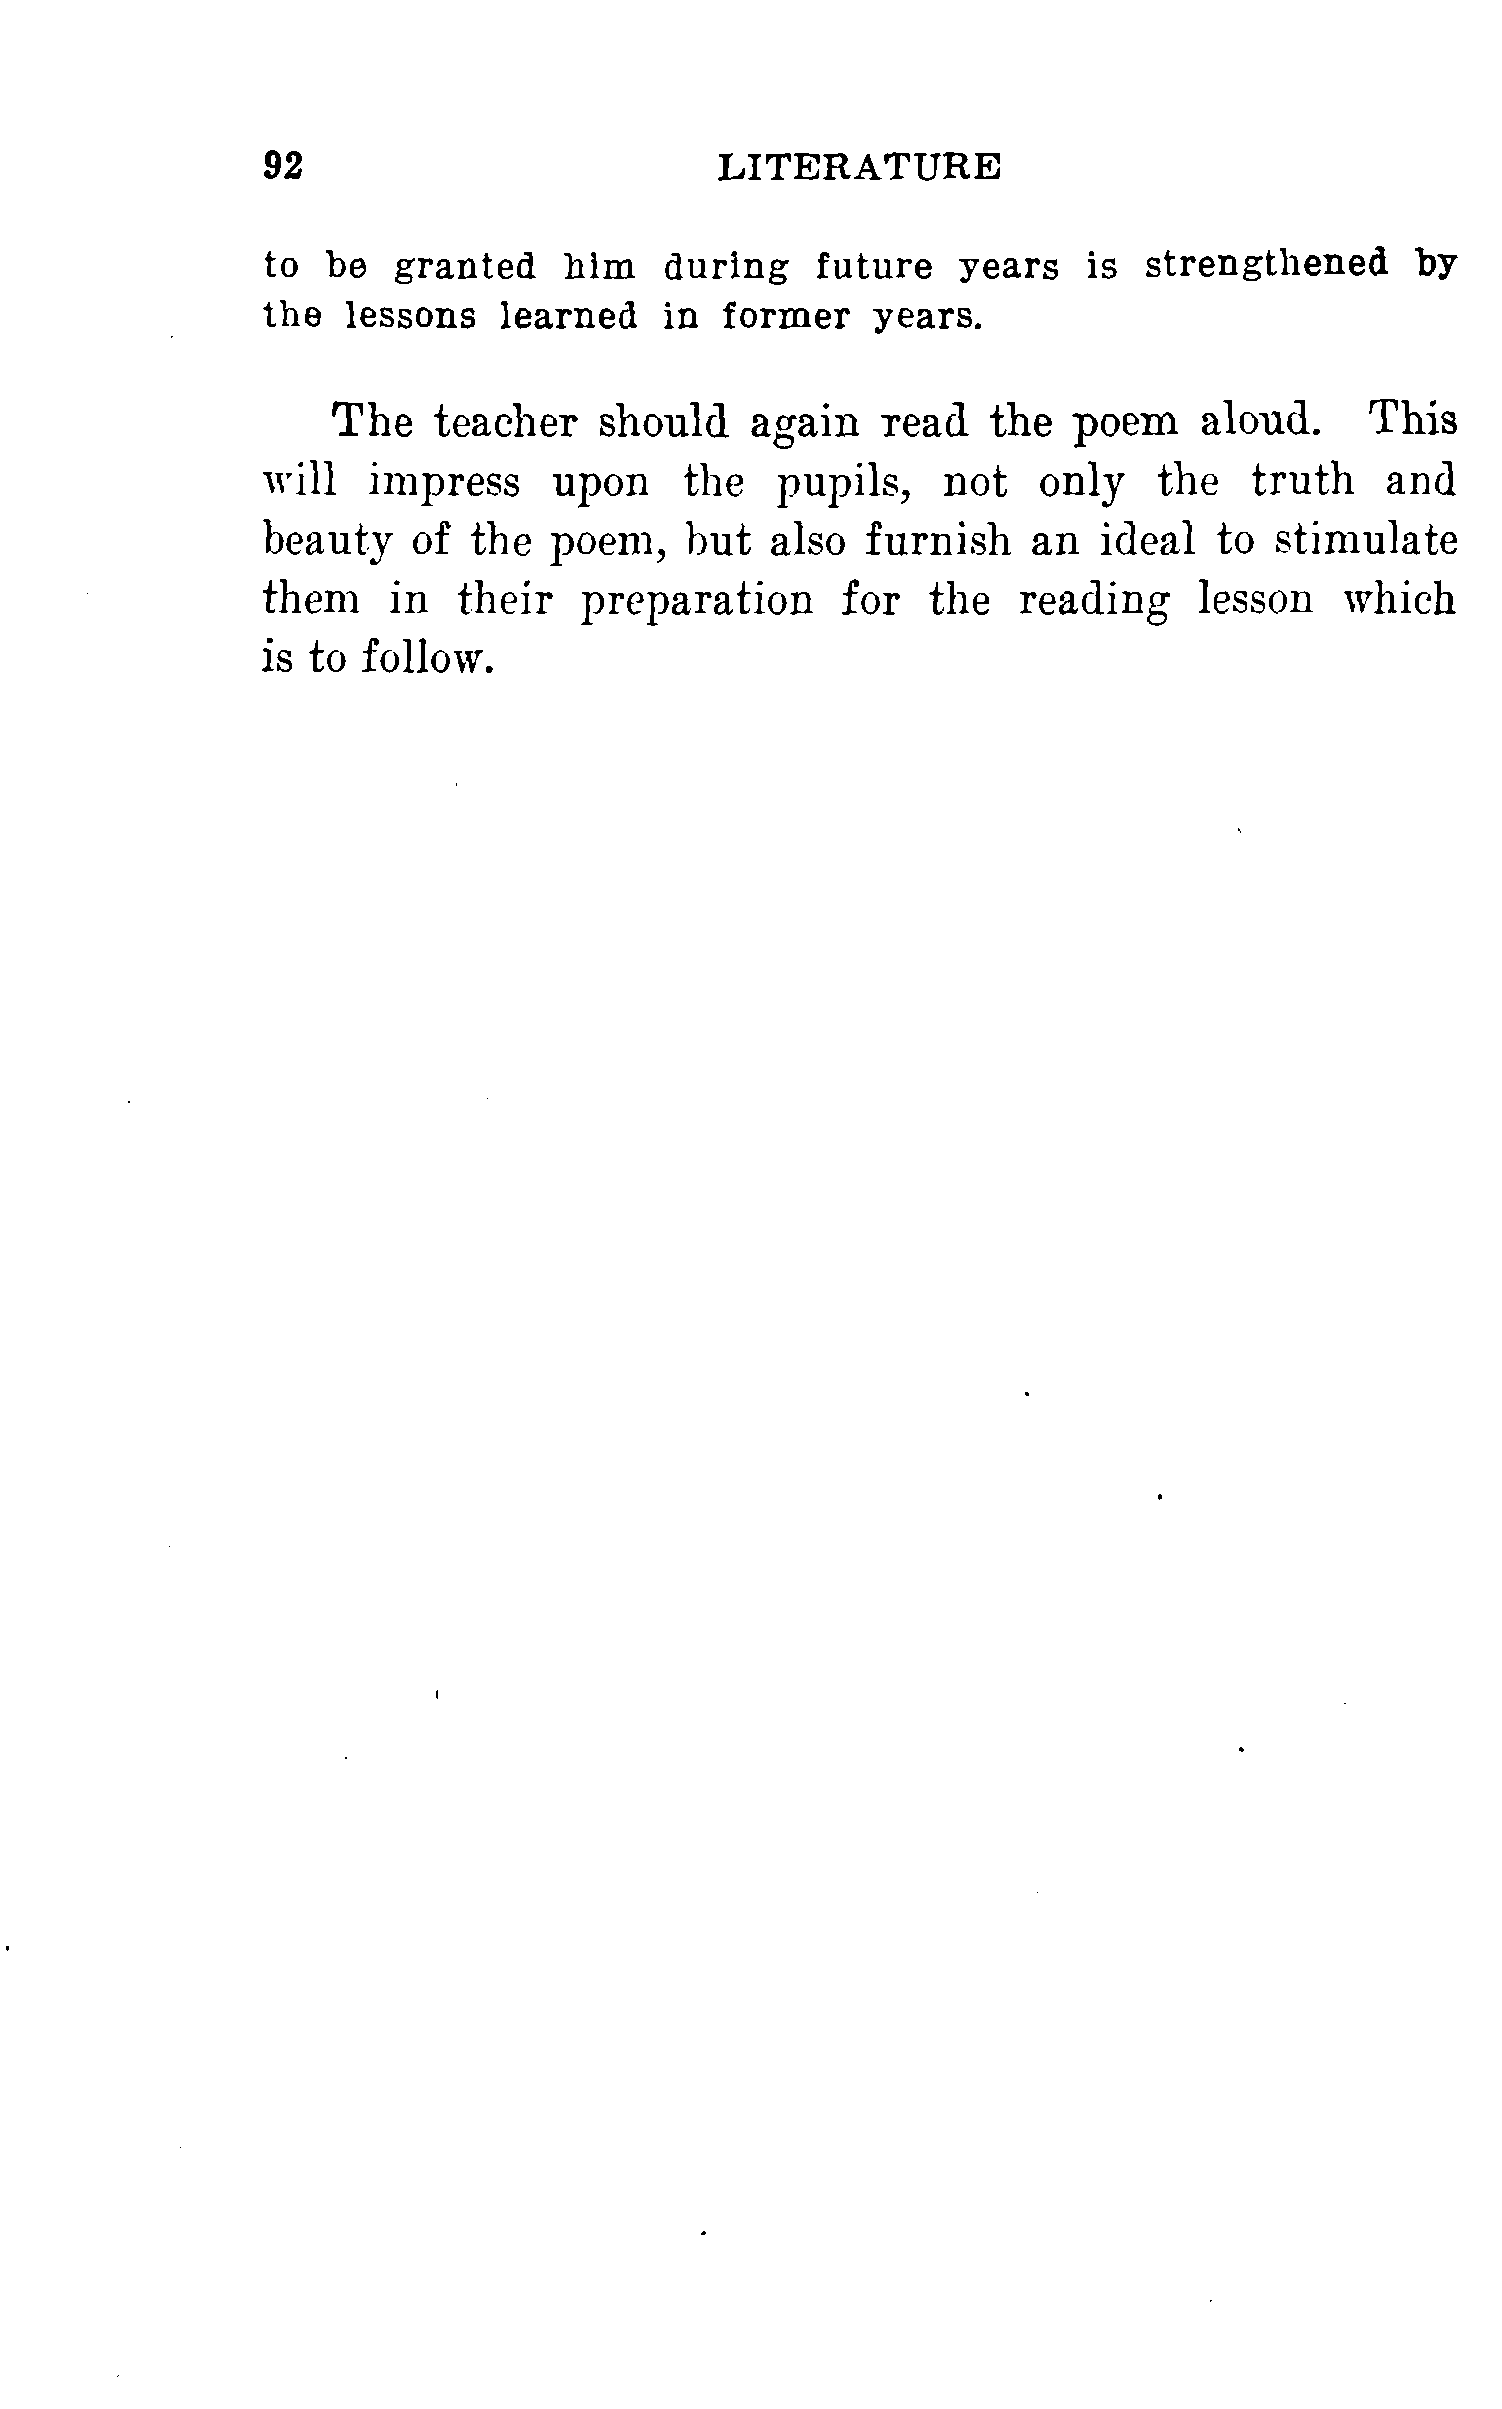 92 LITERATURE
to be granted him during future years is strengthened by
the lessons learned in former years.
The teacher should again read the poem aloud. This
will impress upon the pupils, not only the truth and
beauty of the poem, but also furnish an ideal to stimulate
them in their preparation for the reading lesson which
is to follow.